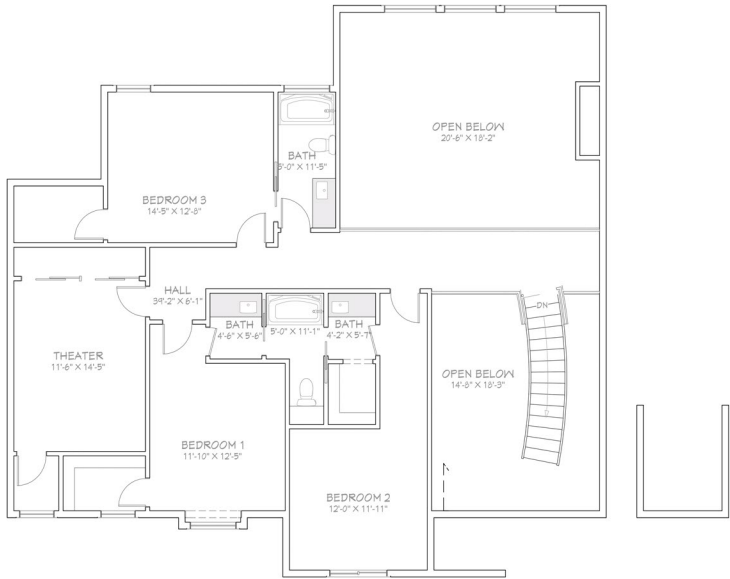 OPEN BELOW
20'-6" X 18'-2"
BATH
5'-0" X 11'-5"
BEDROOM 3
14'-5" X 12'-8"
HALL
39'-2" X 6'-1"
DN
BATH
4'-6" X 5'-6"
5'-0" X 11'-1"
BATH
4'-2" X 5'-7"
THEATER
11'-6" X 14'-5"
OPEN BELOW
14'-8" X 18'-3"
BEDROOM 1
11'-10" X 12'-5"
BEDROOM 2
12'-0" X 11'-11"